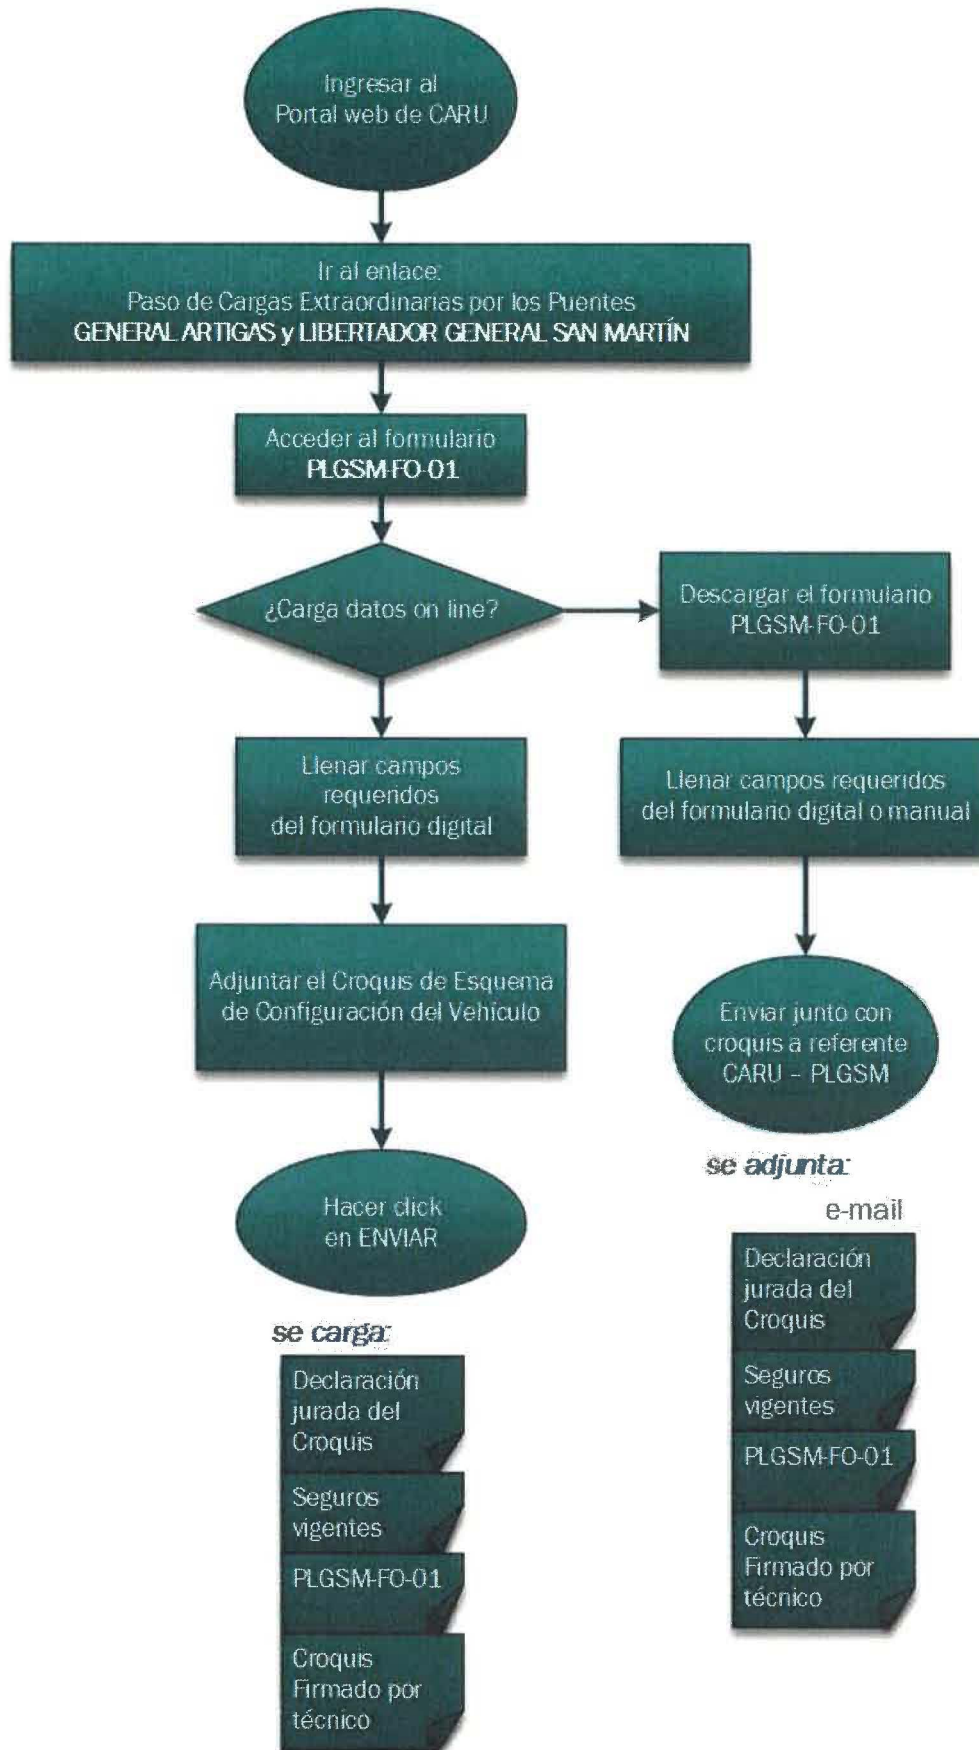 Ingresar al
Portal web de CARU
Ir al enlace:
Paso de Cargas Extraordinarias por los Puentes
GENERAL ARTIGAS y LIBERTADOR GENERAL SAN MARTÍN
Acceder al formulario
PLGSM-FO-01
¿Carga datos on line?
Descargar el formulario
PLGSM-FO-01
Llenar campos
requeridos
del formulario digital
Llenar campos requeridos
del formulario digital o manual
Adjuntar el Croquis de Esquema
de Configuración del Vehículo
Enviar junto con
croquis a referente
CARU – PLGSM
Hacer click
en ENVIAR
se adjunta:
e-mail
Declaración
jurada del
Croquis
Seguros
vigentes
PLGSM-FO-01
Croquis
Firmado por
técnico
se carga:
Declaración
jurada del
Croquis
Seguros
vigentes
PLGSM-FO-01
Croquis
Firmado por
técnico